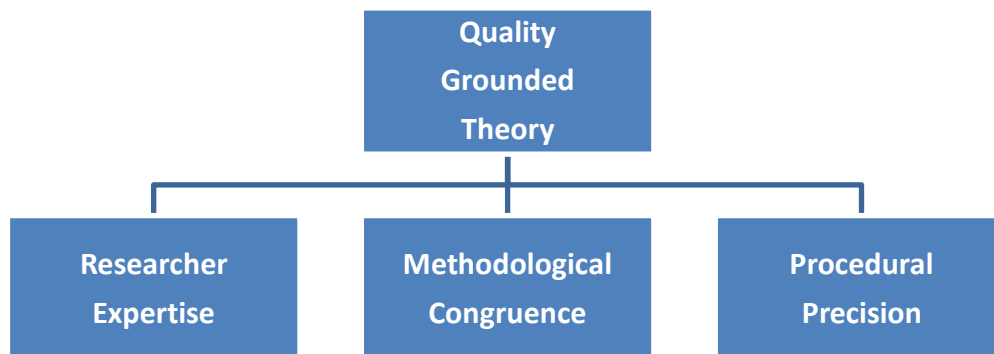 Quality
Grounded
Theory
Researcher
Expertise
Methodological
Congruence
Procedural
Precision